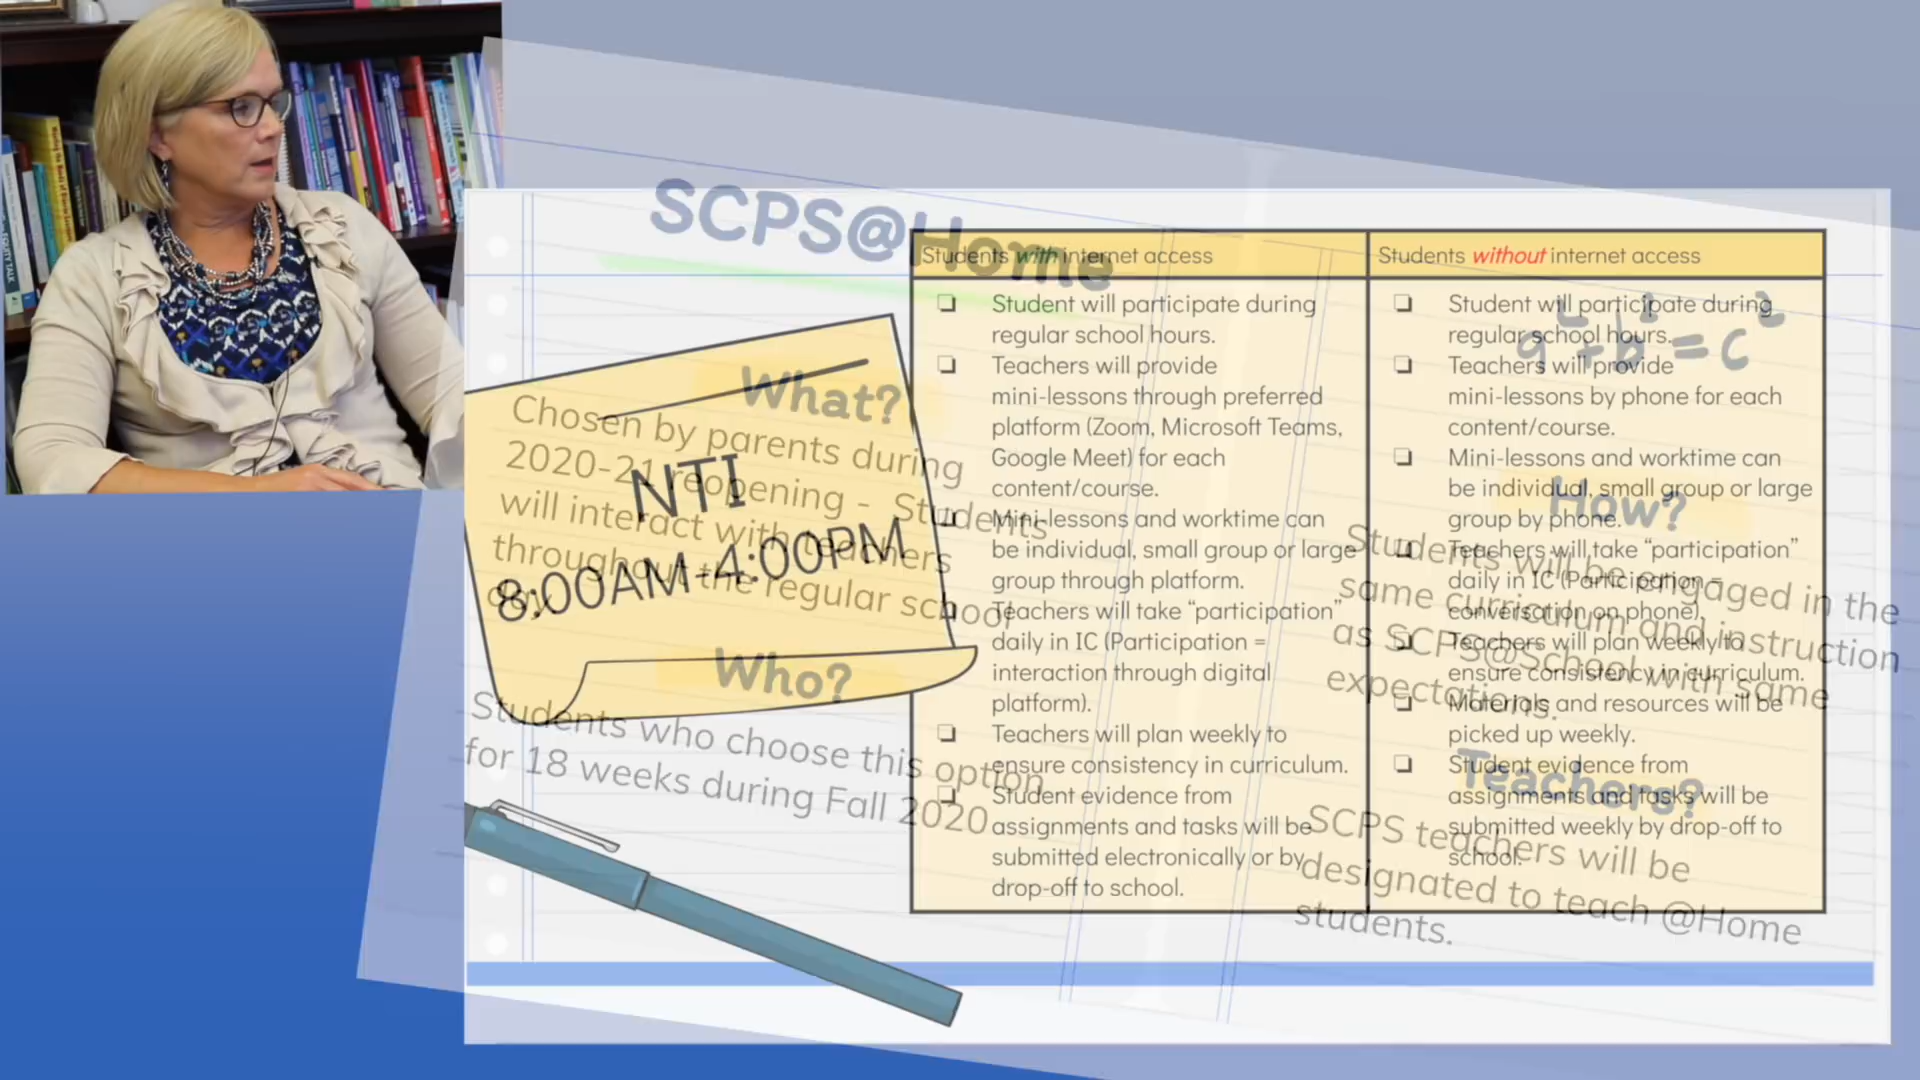 SCPS@Home
What?
Chosen by parents during
2020-21 reopening - Students
will interact with teachers
throughout the regular school
Who?
Students who choose this option
for 18 weeks during Fall 2020
a² + b² = c²
How?
Students will be engaged in the
same curriculum and instruction
as SCPS@School with same
expectations.
Teachers?
SCPS teachers will be
designated to teach @Home
students.
NTI
8:00AM-4:00PM
Students with internet access
❏ Student will participate during
regular school hours.
❏ Teachers will provide
mini-lessons through preferred
platform (Zoom, Microsoft Teams,
Google Meet) for each
content/course.
❏ Mini-lessons and worktime can
be individual, small group or large
group through platform.
❏ Teachers will take “participation”
daily in IC (Participation =
interaction through digital
platform).
❏ Teachers will plan weekly to
ensure consistency in curriculum.
❏ Student evidence from
assignments and tasks will be
submitted electronically or by
drop-off to school.
Students without internet access
❏ Student will participate during
regular school hours.
❏ Teachers will provide
mini-lessons by phone for each
content/course.
❏ Mini-lessons and worktime can
be individual, small group or large
group by phone.
❏ Teachers will take “participation”
daily in IC (Participation =
conversation on phone).
❏ Teachers will plan weekly to
ensure consistency in curriculum.
❏ Materials and resources will be
picked up weekly.
❏ Student evidence from
assignments and tasks will be
submitted weekly by drop-off to
school.